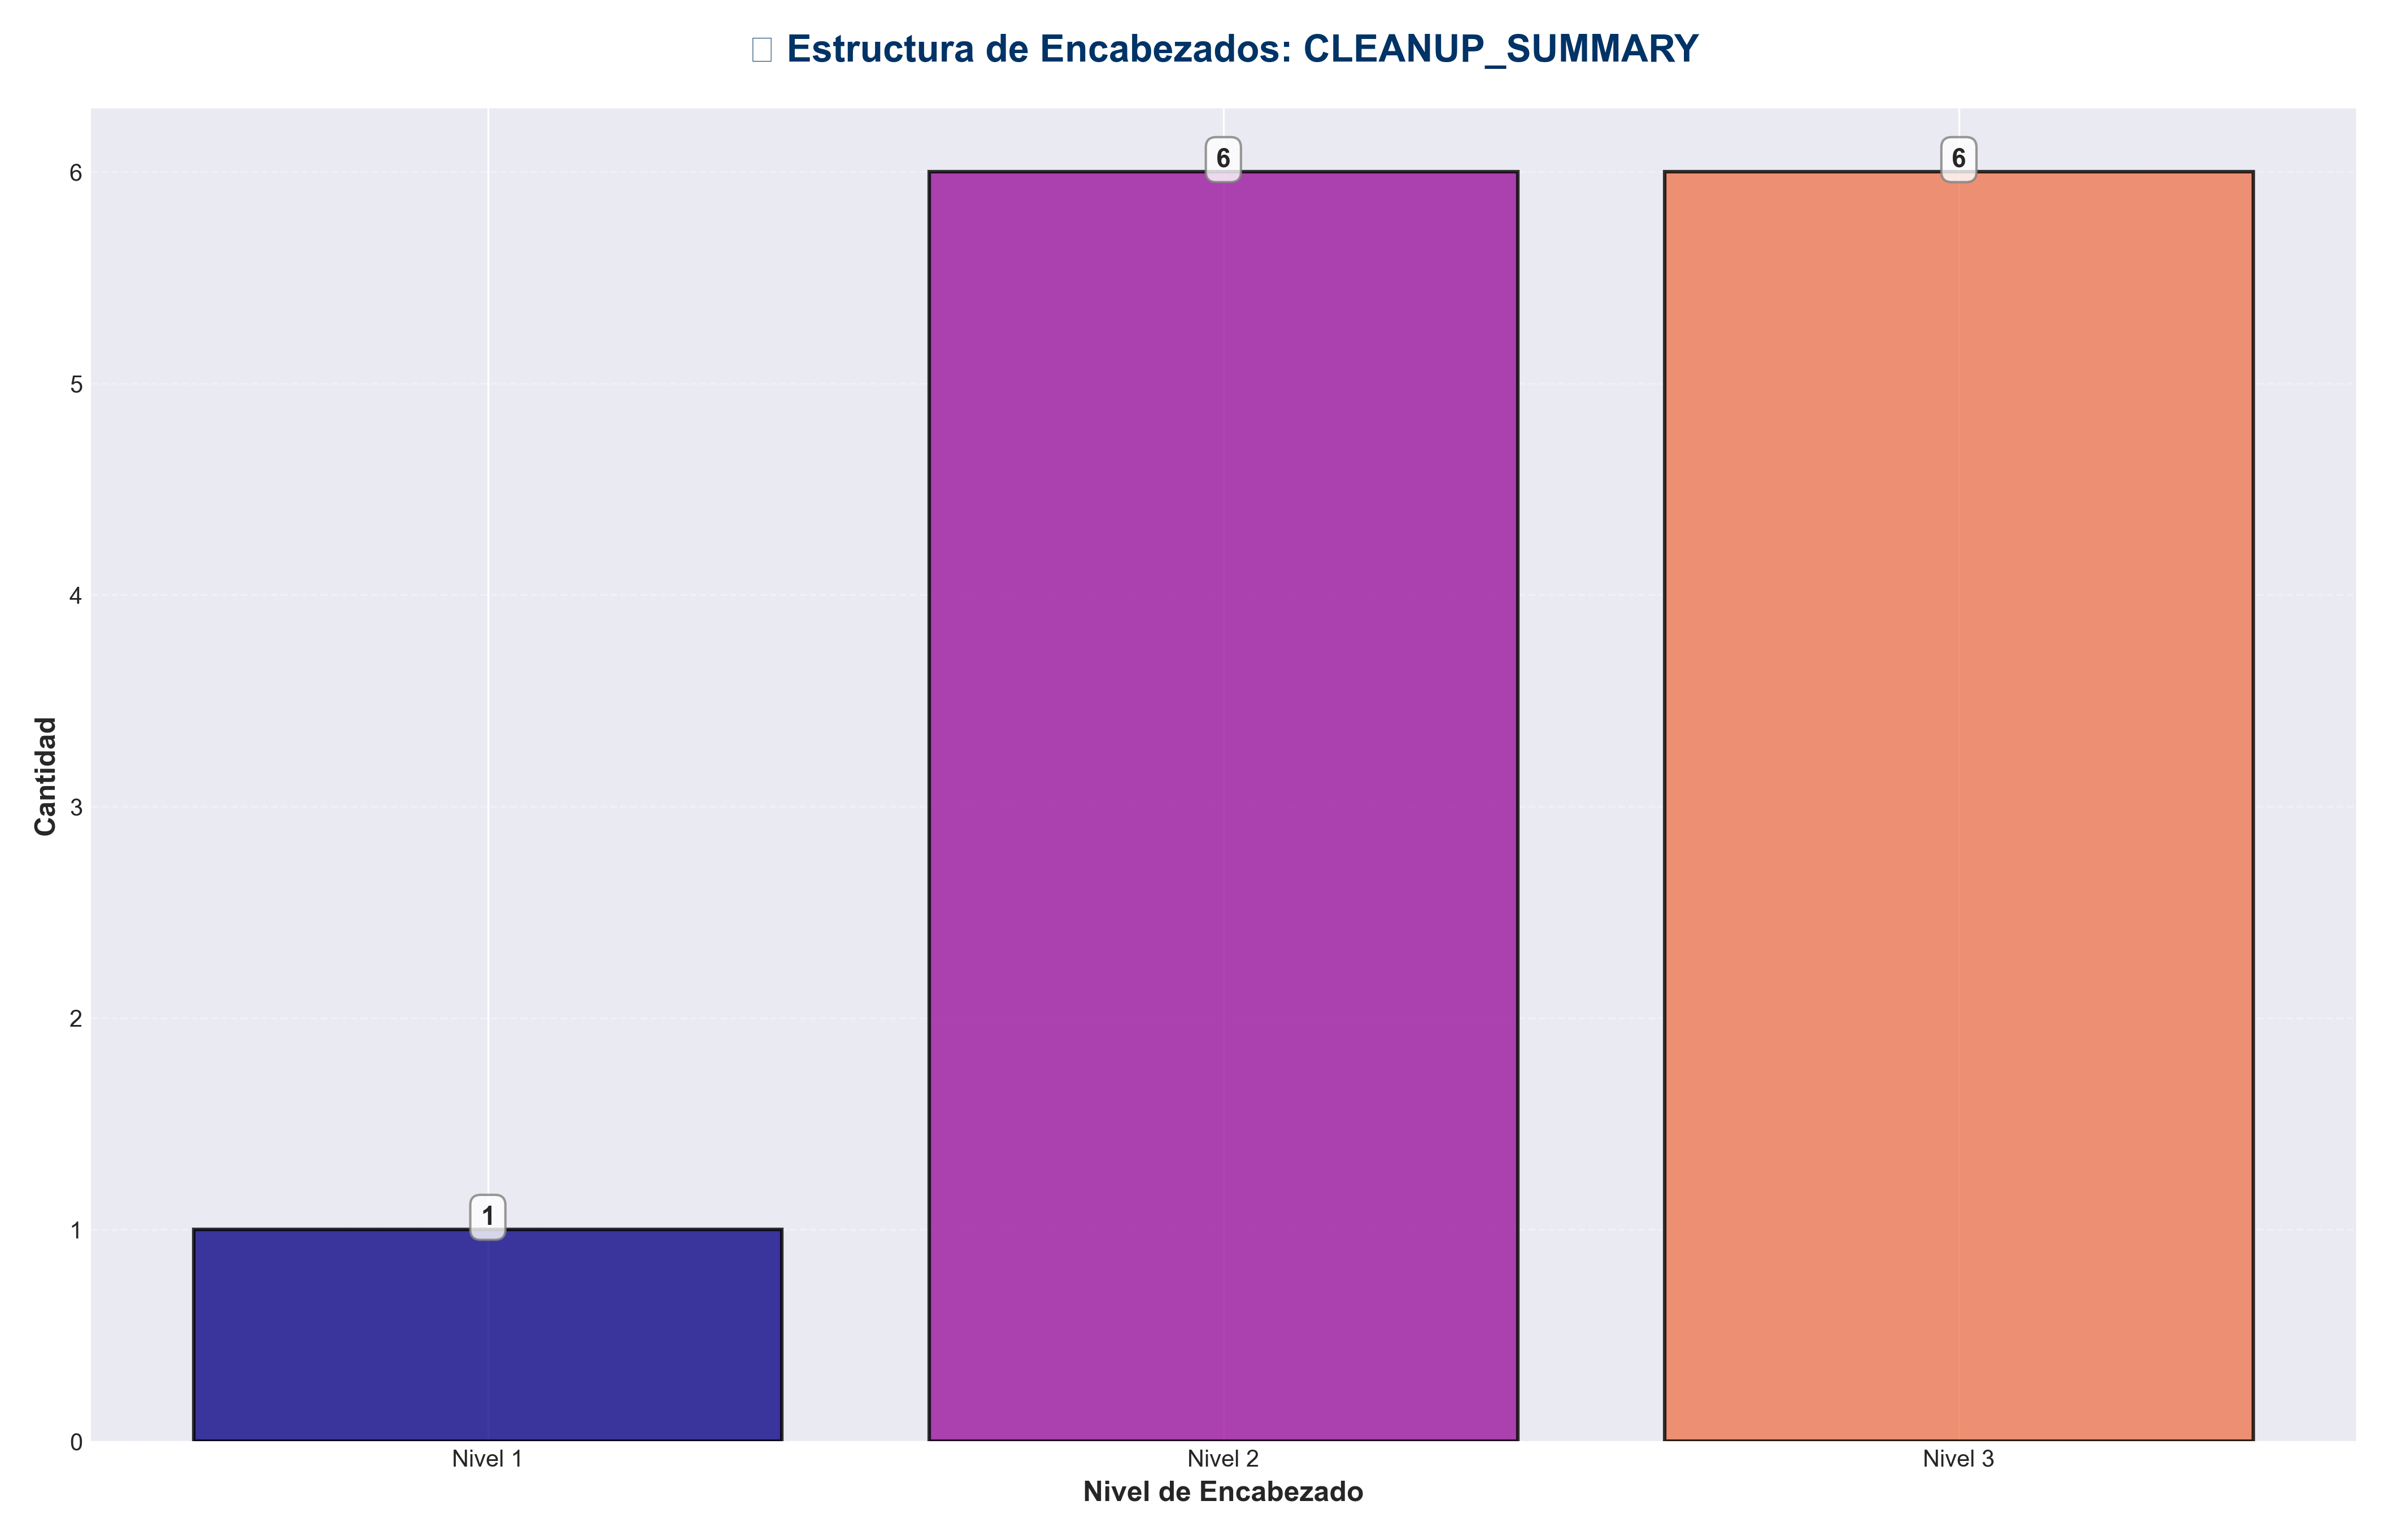 Estructura de Encabezados: CLEANUP_SUMMARY
6
6
6
5
4
3
2
1
1
0
Cantidad
Nivel 1
Nivel 2
Nivel 3
Nivel de Encabezado